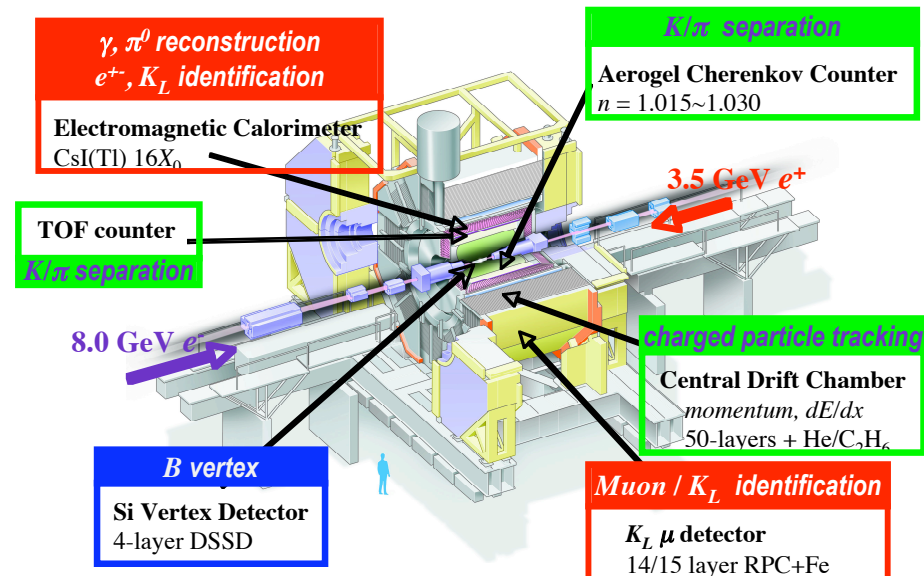 γ, π⁰ reconstruction
e⁺⁻, K_L identification
Electromagnetic Calorimeter
CsI(Tl) 16X₀
K/π separation
Aerogel Cherenkov Counter
n = 1.015~1.030
3.5 GeV e⁺
TOF counter
K/π separation
8.0 GeV e⁻
charged particle tracking
Central Drift Chamber
momentum, dE/dx
50-layers + He/C₂H₆
B vertex
Si Vertex Detector
4-layer DSSD
Muon / K_L identification
K_L μ detector
14/15 layer RPC+Fe